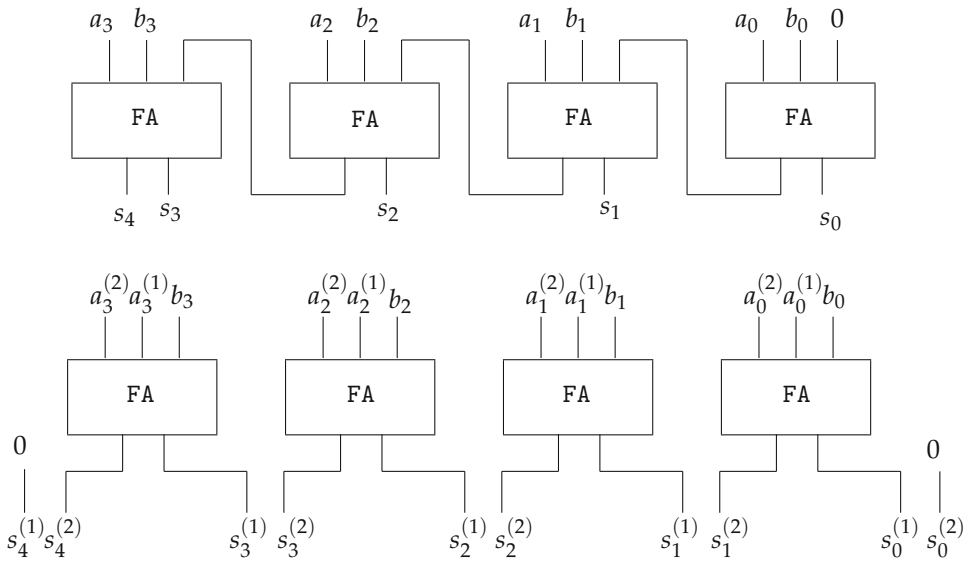 a₃ b₃ a₂ b₂ a₁ b₁ a₀ b₀ 0
FA FA FA FA
s₄ s₃ s₂ s₁ s₀
a₃⁽²⁾ a₃⁽¹⁾ b₃ a₂⁽²⁾ a₂⁽¹⁾ b₂ a₁⁽²⁾ a₁⁽¹⁾ b₁ a₀⁽²⁾ a₀⁽¹⁾ b₀
FA FA FA FA
0 0
s₄⁽¹⁾ s₄⁽²⁾ s₃⁽¹⁾ s₃⁽²⁾ s₂⁽¹⁾ s₂⁽²⁾ s₁⁽¹⁾ s₁⁽²⁾ s₀⁽¹⁾ s₀⁽²⁾